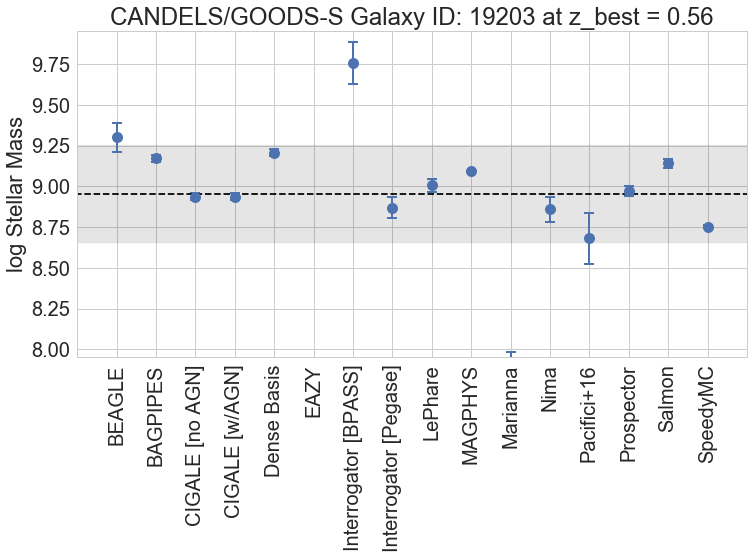 CANDELS/GOODS-S Galaxy ID: 19203 at z_best = 0.56
log Stellar Mass
9.75
9.50
9.25
9.00
8.75
8.50
8.25
8.00
BEAGLE
BAGPIPES
CIGALE [no AGN]
CIGALE [w/AGN]
Dense Basis
EAZY
Interrogator [BPASS]
Interrogator [Pegase]
LePhare
MAGPHYS
Marianna
Nima
Pacifici+16
Prospector
Salmon
SpeedyMC